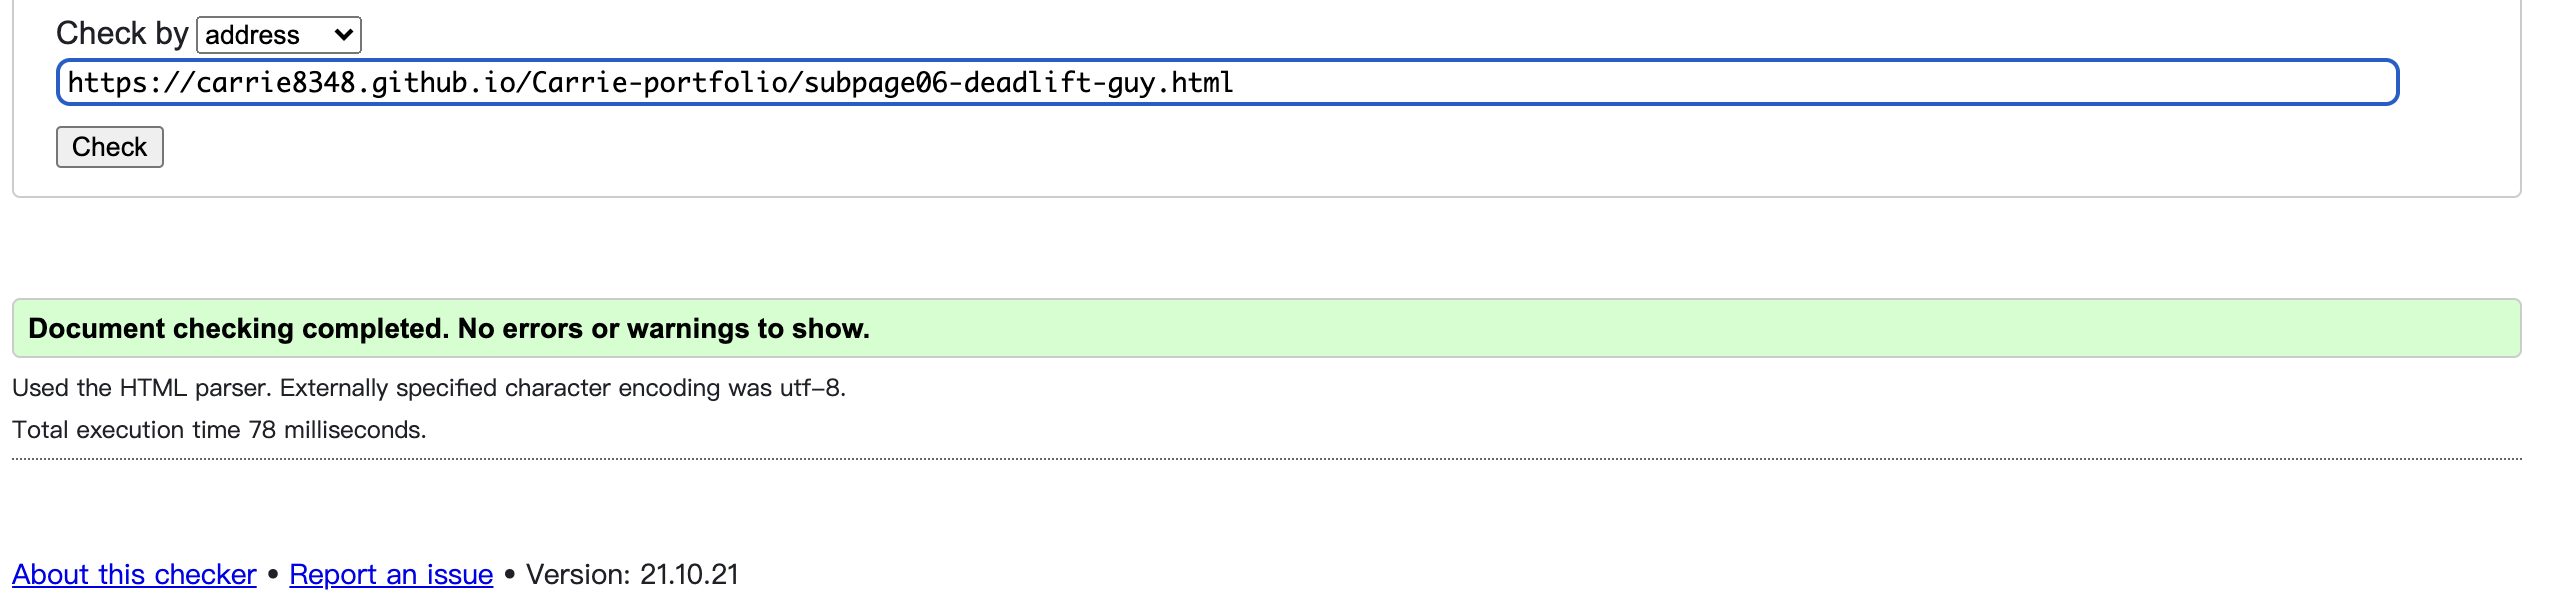 Check by address
https://carrie8348.github.io/Carrie-portfolio/subpage06-deadlift-guy.html
Check
Document checking completed. No errors or warnings to show.
Used the HTML parser. Externally specified character encoding was utf-8.
Total execution time 78 milliseconds.
About this checker • Report an issue • Version: 21.10.21